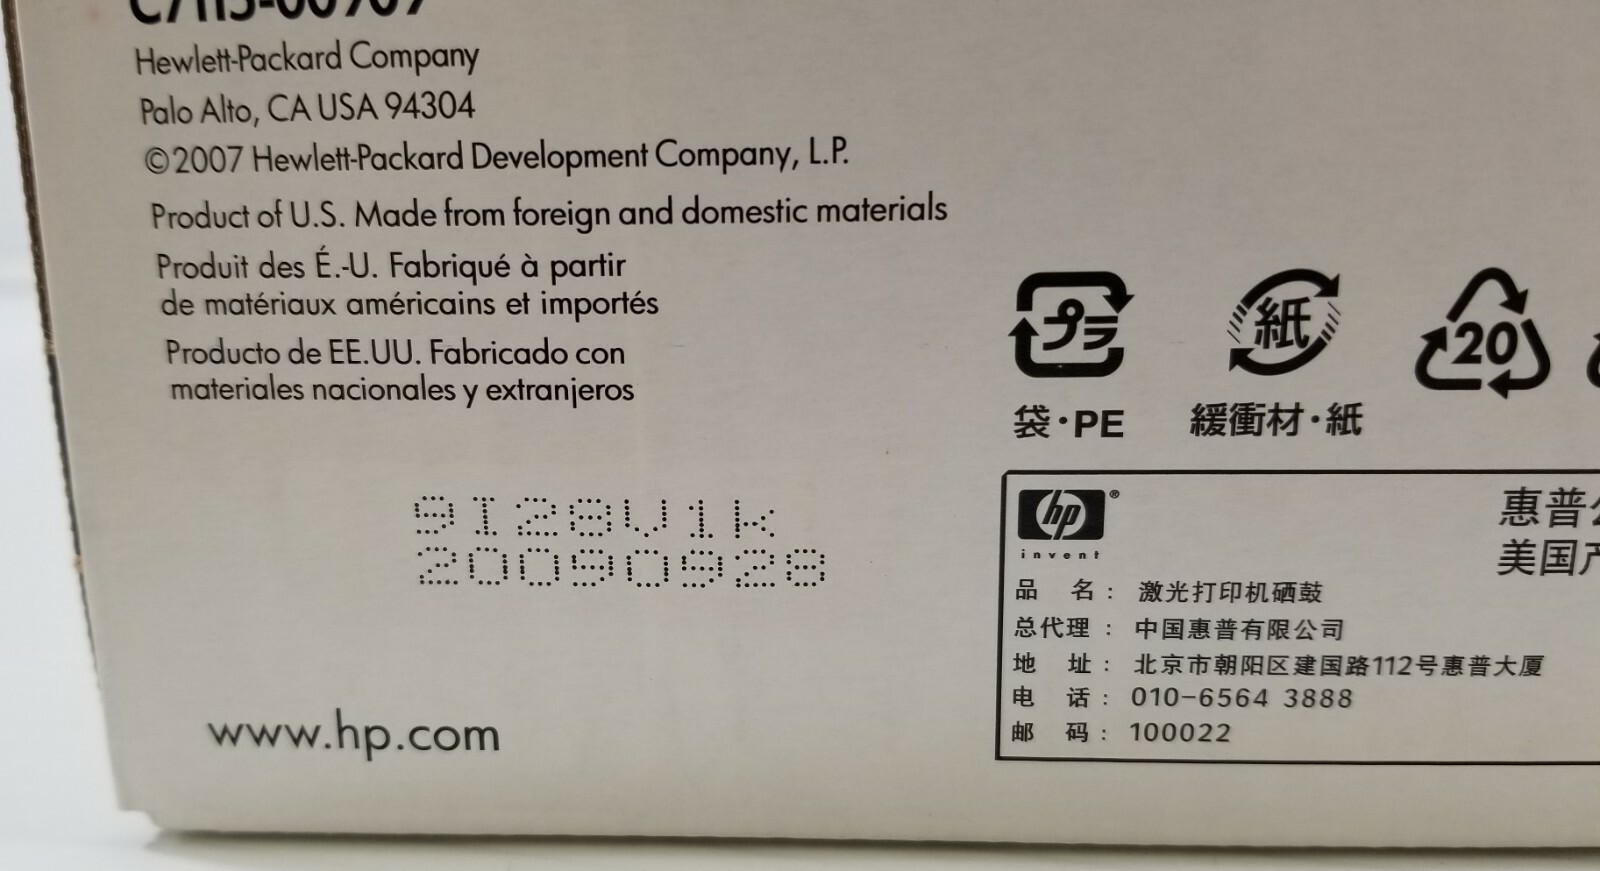 Hewlett-Packard Company
Palo Alto, CA USA 94304
©2007 Hewlett-Packard Development Company, L.P.
Product of U.S. Made from foreign and domestic materials
Produit des É.-U. Fabriqué à partir
de matériaux américains et importés
Producto de EE.UU. Fabricado con
materiales nacionales y extranjeros
プラ
紙
20
袋・PE
緩衝材・紙
9I28V1k
20090928
www.hp.com
hp®
invent
惠普
美国
品 名： 激光打印机硒鼓
总代理： 中国惠普有限公司
地 址： 北京市朝阳区建国路112号惠普大厦
电 话： 010-6564 3888
邮 码： 100022